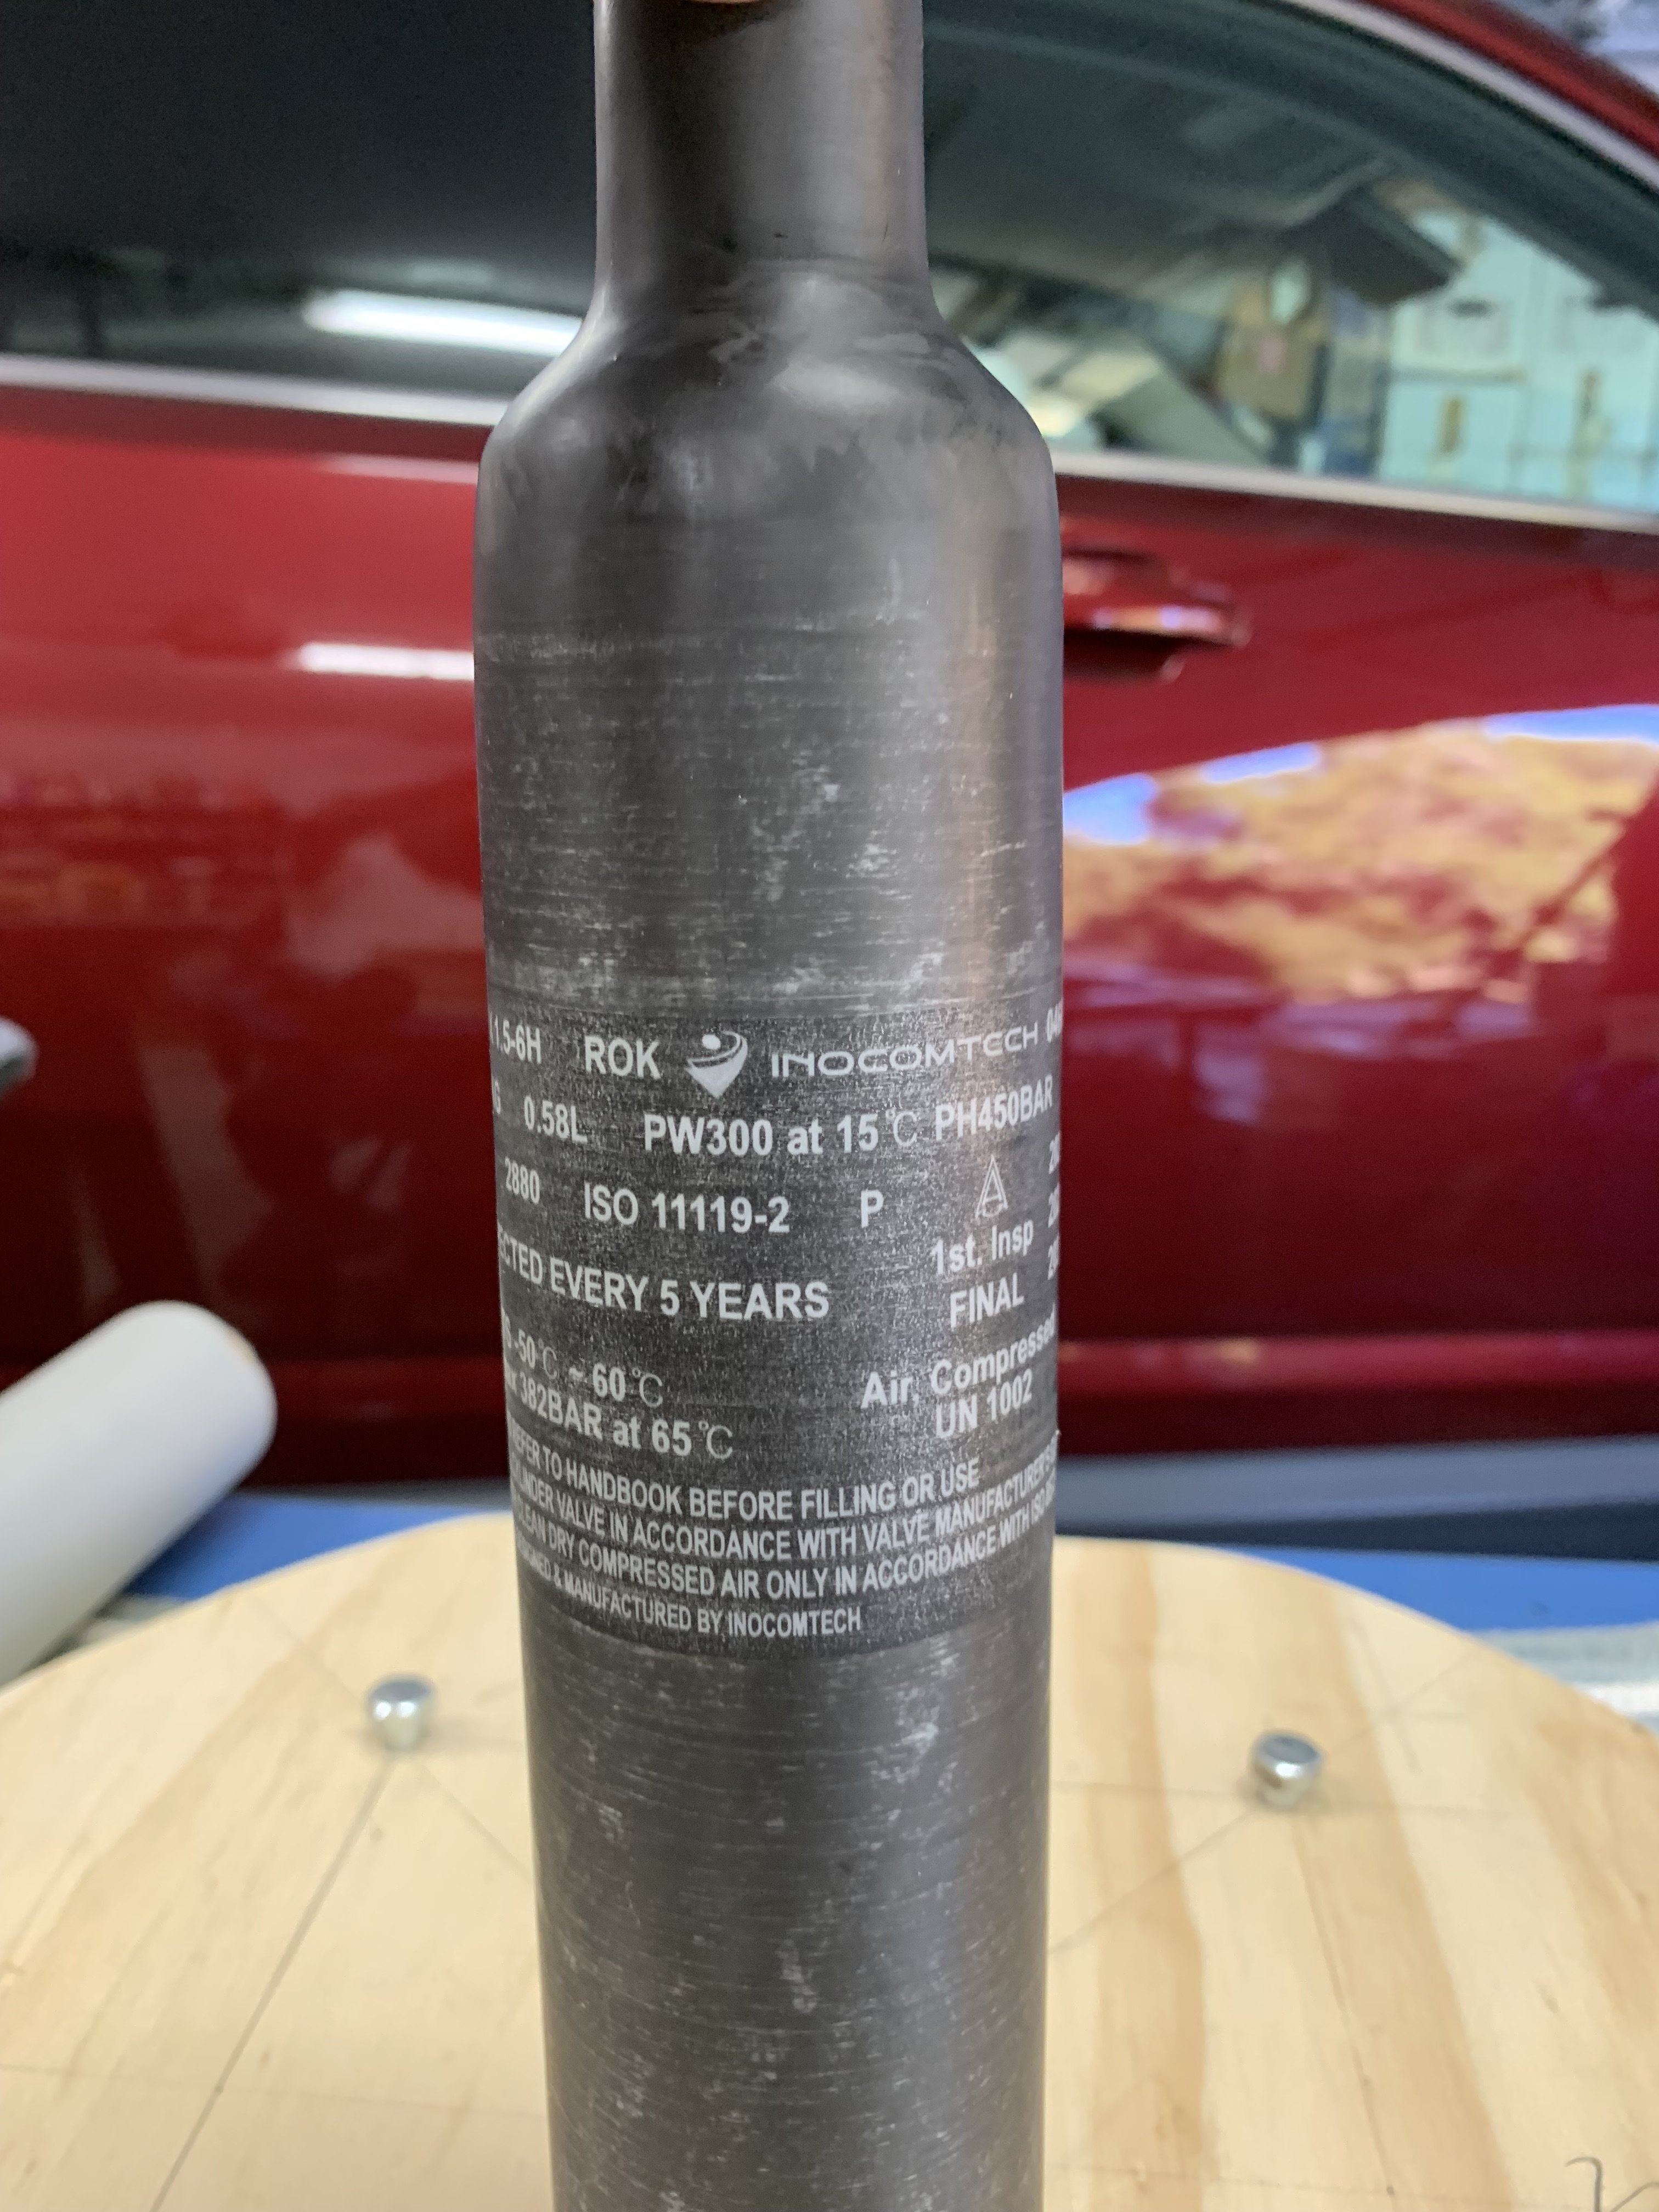 1.5-6H ROK INOCOMTECH
0.58L PW300 at 15℃ PH450BAR
2880 ISO 11119-2 P
1st, Insp
ECTED EVERY 5 YEARS
FINAL
-50℃ ~ 60℃
Air, Compressed
382BAR at 65℃
UN 1002
EFER TO HANDBOOK BEFORE FILLING OR USE
VALVE IN ACCORDANCE WITH VALVE MANUFACTURER
DRY COMPRESSED AIR ONLY IN ACCORDANCE WITH
& MANUFACTURED BY INOCOMTECH